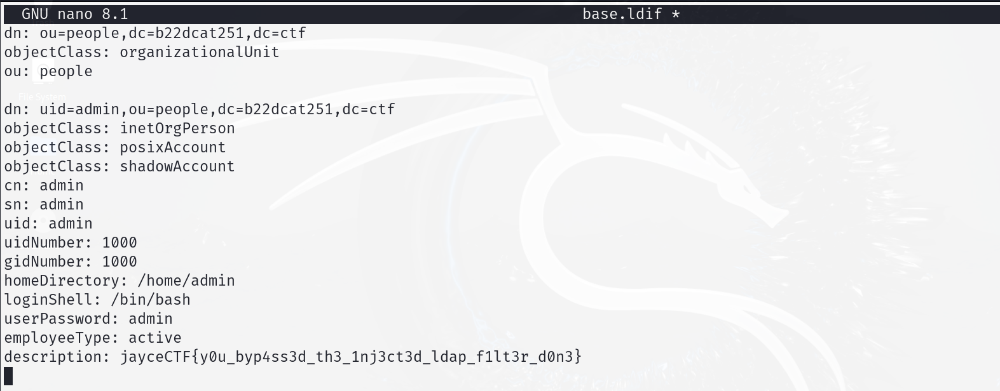 GNU nano 8.1 base.ldif *
dn: ou=people,dc=b22dcat251,dc=ctf
objectClass: organizationalUnit
ou: people
File System
dn: uid=admin,ou=people,dc=b22dcat251,dc=ctf
objectClass: inetOrgPerson
objectClass: posixAccount
objectClass: shadowAccount
cn: admin
sn: admin
uid: admin
uidNumber: 1000
gidNumber: 1000
homeDirectory: /home/admin
loginShell: /bin/bash
userPassword: admin
employeeType: active
description: jayceCTF{y0u_byp4ss3d_th3_1nj3ct3d_ldap_f1lt3r_d0n3}